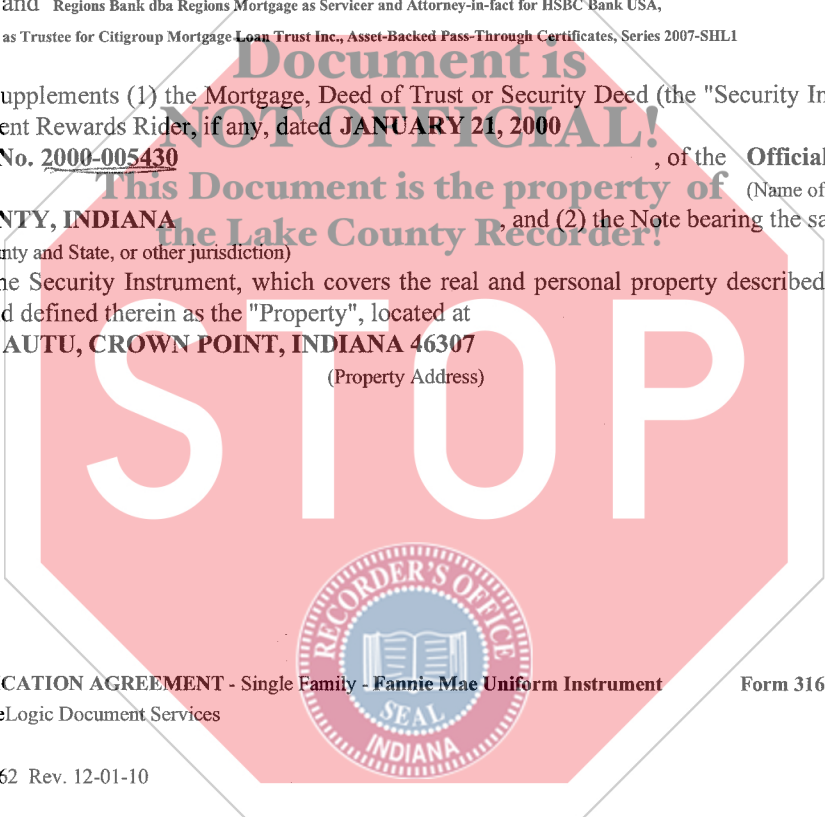 and Regions Bank dba Regions Mortgage as Servicer and Attorney-in-fact for HSBC Bank USA,
as Trustee for Citigroup Mortgage Loan Trust Inc., Asset-Backed Pass-Through Certificates, Series 2007-SHL1
Document is
upplements (1) the Mortgage, Deed of Trust or Security Deed (the "Security In
NOT OFFICIAL!
ent Rewards Rider, if any, dated JANUARY 21, 2000
No. 2000-005430 , of the Official
This Document is the property of
(Name of
the Lake County Recorder!
NTY, INDIANA , and (2) the Note bearing the sa
nty and State, or other jurisdiction)
ne Security Instrument, which covers the real and personal property described
d defined therein as the "Property", located at
AUTU, CROWN POINT, INDIANA 46307
(Property Address)
STOP
RECORDER'S OFFICE
SEAL
INDIANA
CATION AGREEMENT - Single Family - Fannie Mae Uniform Instrument Form 316
eLogic Document Services
62 Rev. 12-01-10